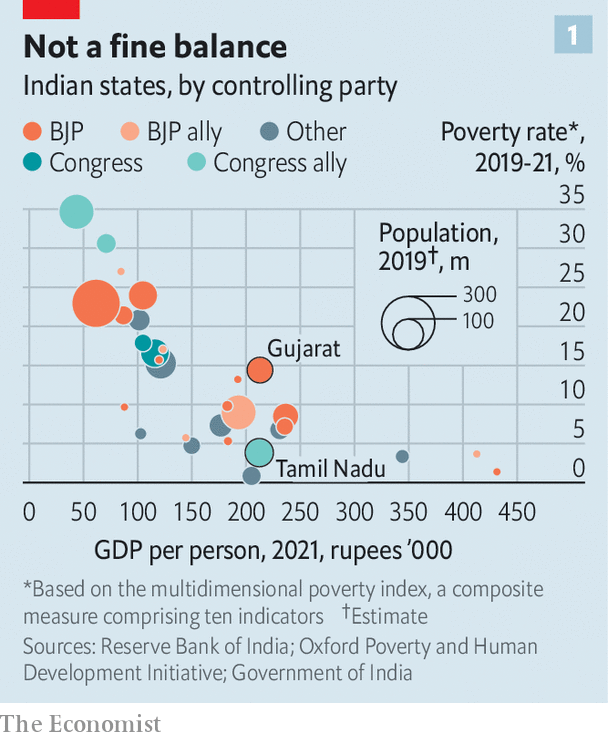 Not a fine balance
1
Indian states, by controlling party
BJP BJP ally Other
Congress Congress ally
Poverty rate*,
2019-21, %
35
30
25
20
15
10
5
0
Population,
2019†, m
300
100
Gujarat
Tamil Nadu
0 50 100 150 200 250 300 350 400 450
GDP per person, 2021, rupees ’000
*Based on the multidimensional poverty index, a composite
measure comprising ten indicators †Estimate
Sources: Reserve Bank of India; Oxford Poverty and Human
Development Initiative; Government of India
The Economist